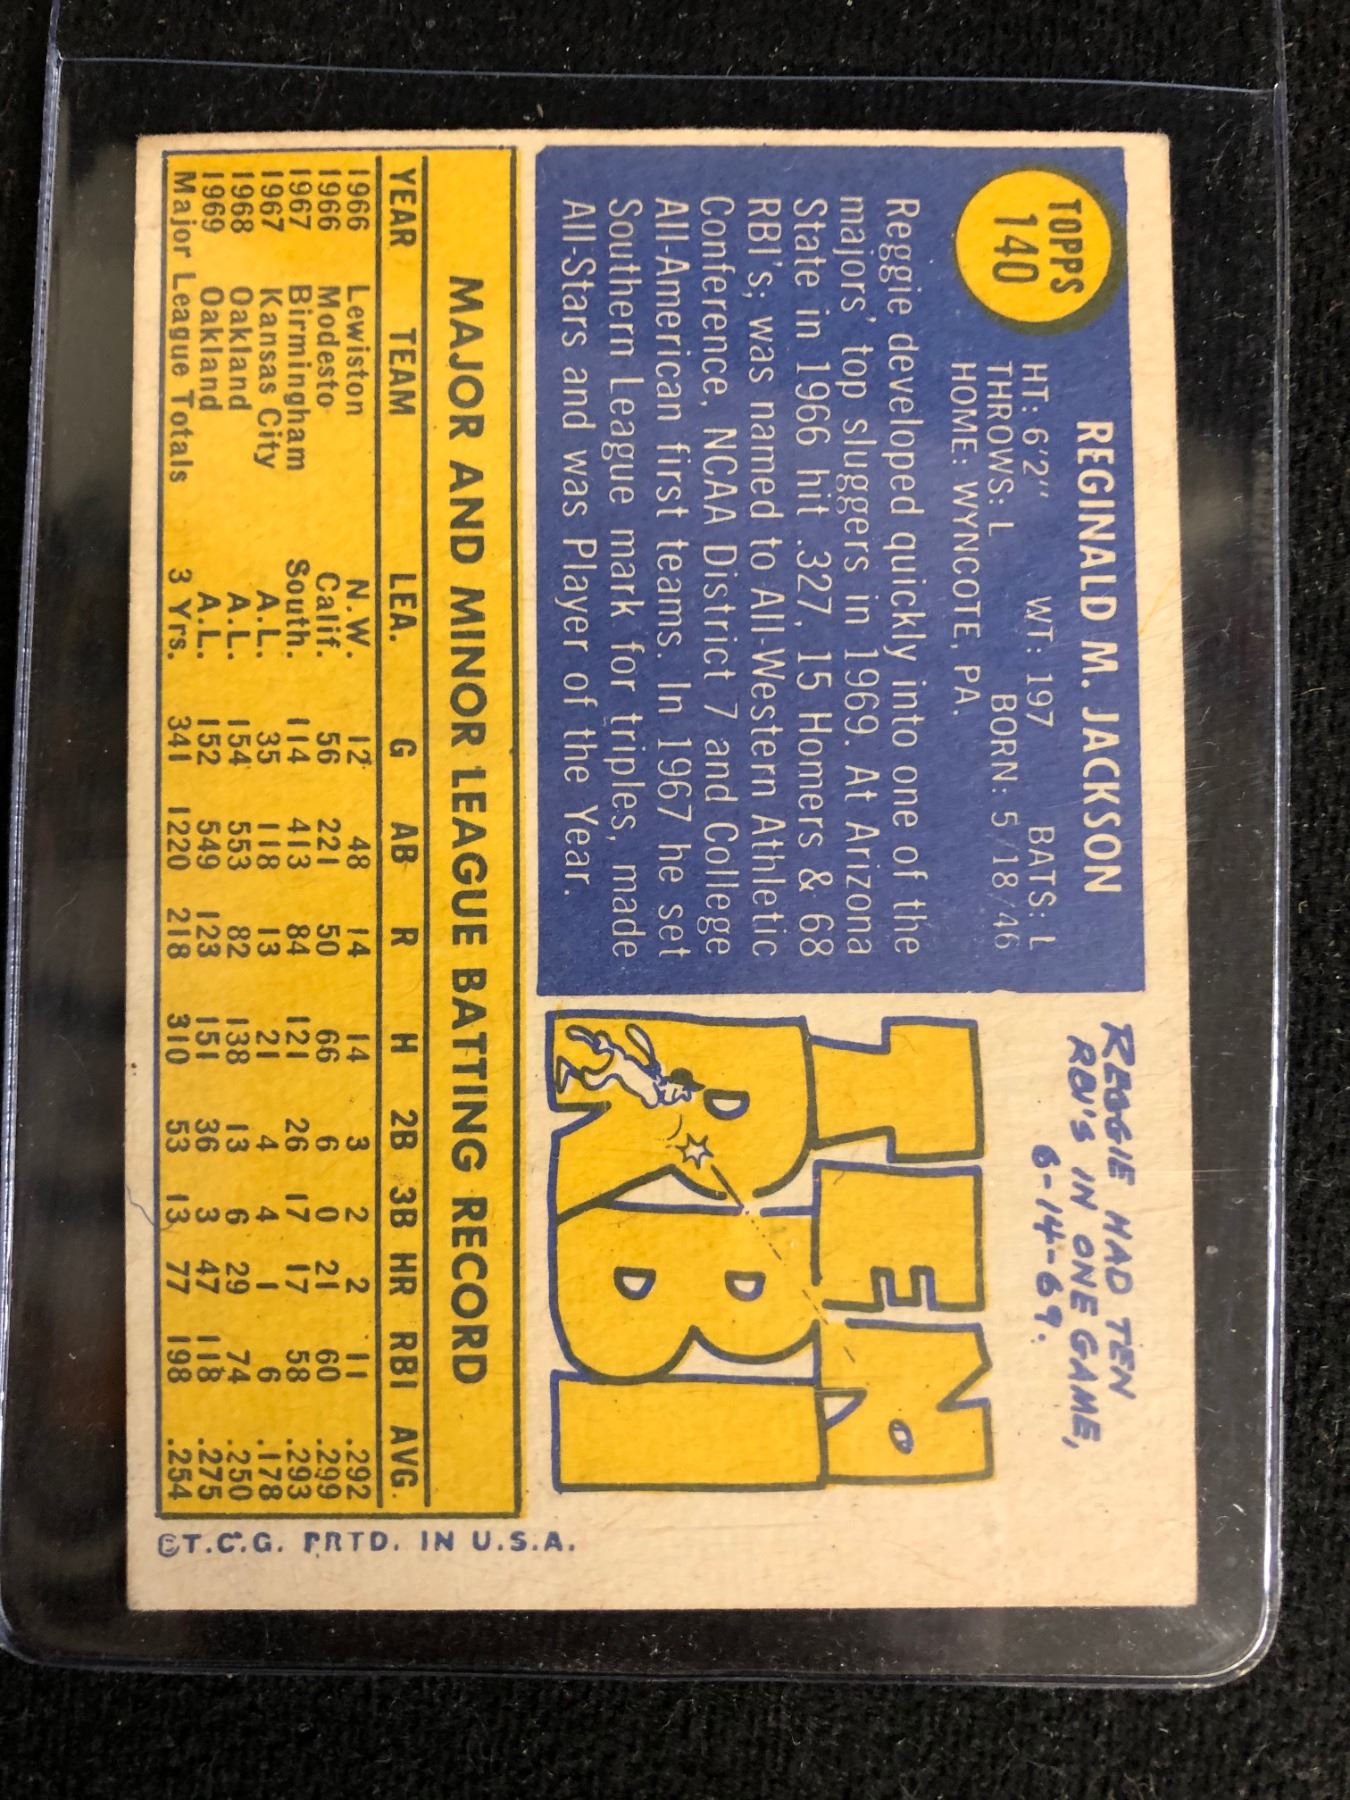 TOPPS
140
REGINALD M. JACKSON
HT: 6'2" WT: 197 BATS: L
THROWS: L BORN: 5/18/46
HOME: WYNCOTE, PA.
Reggie developed quickly into one of the
majors' top sluggers in 1969. At Arizona
State in 1966 hit .327, 15 Homers & 68
RBI's; was named to All-Western Athletic
Conference, NCAA District 7 and College
All-American first teams. In 1967 he set
Southern League mark for triples, made
All-Stars and was Player of the Year.
REGGIE HAD TEN
RBI'S IN ONE GAME,
6-14-69.
TEN
RBI
MAJOR AND MINOR LEAGUE BATTING RECORD
YEAR TEAM LEA. G AB R H 2B 3B HR RBI AVG.
1966 Lewiston N.W. 12 48 14 14 3 2 2 11 .292
1966 Modesto Calif. 56 221 50 66 6 0 21 60 .299
1967 Birmingham South. 114 413 84 121 26 17 17 58 .293
1967 Kansas City A.L. 35 118 13 21 4 4 1 6 .178
1968 Oakland A.L. 154 553 82 138 13 6 29 74 .250
1969 Oakland A.L. 152 549 123 151 36 3 47 118 .275
Major League Totals 3 Yrs. 341 1220 218 310 53 13 77 198 .254
©T.C.G. PRTD. IN U.S.A.